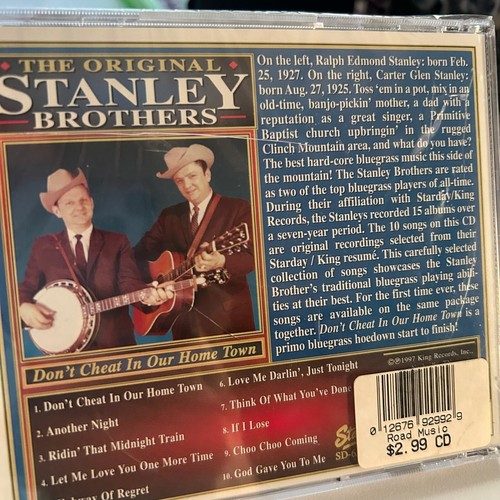 THE ORIGINAL
STANLEY
BROTHERS
On the left, Ralph Edmond Stanley: born Feb.
25, 1927. On the right, Carter Glen Stanley:
born Aug. 27, 1925. Toss 'em in a pot, mix in an
old-time, banjo-pickin' mother, a dad with a
reputation as a great singer, a Primitive
Baptist church upbringin' in the rugged
Clinch Mountain area, and what do you have?
The best hard-core bluegrass music this side of
the mountain! The Stanley Brothers are rated
as two of the top bluegrass players of all-time.
During their affiliation with Starday/King
Records, the Stanleys recorded 15 albums over
a seven-year period. The 10 songs on this CD
are original recordings selected from their
Starday / King resumé. This carefully selected
collection of songs showcases the Stanley
Brother's traditional bluegrass playing abili-
ties at their best. For the first time ever, these
songs are available on the same package
together. Don't Cheat In Our Home Town is a
primo bluegrass hoedown start to finish!
Don't Cheat In Our Home Town
©℗1997 King Records, Inc.,
1. Don't Cheat In Our Home Town
2. Another Night
3. Ridin' That Midnight Train
4. Let Me Love You One More Time
Highway Of Regret
6. Love Me Darlin', Just Tonight
7. Think Of What You've Done
8. If I Lose
9. Choo Choo Coming
10. God Gave You To Me
SD-
0 12676 92992 9
Road Music
$2.99 CD